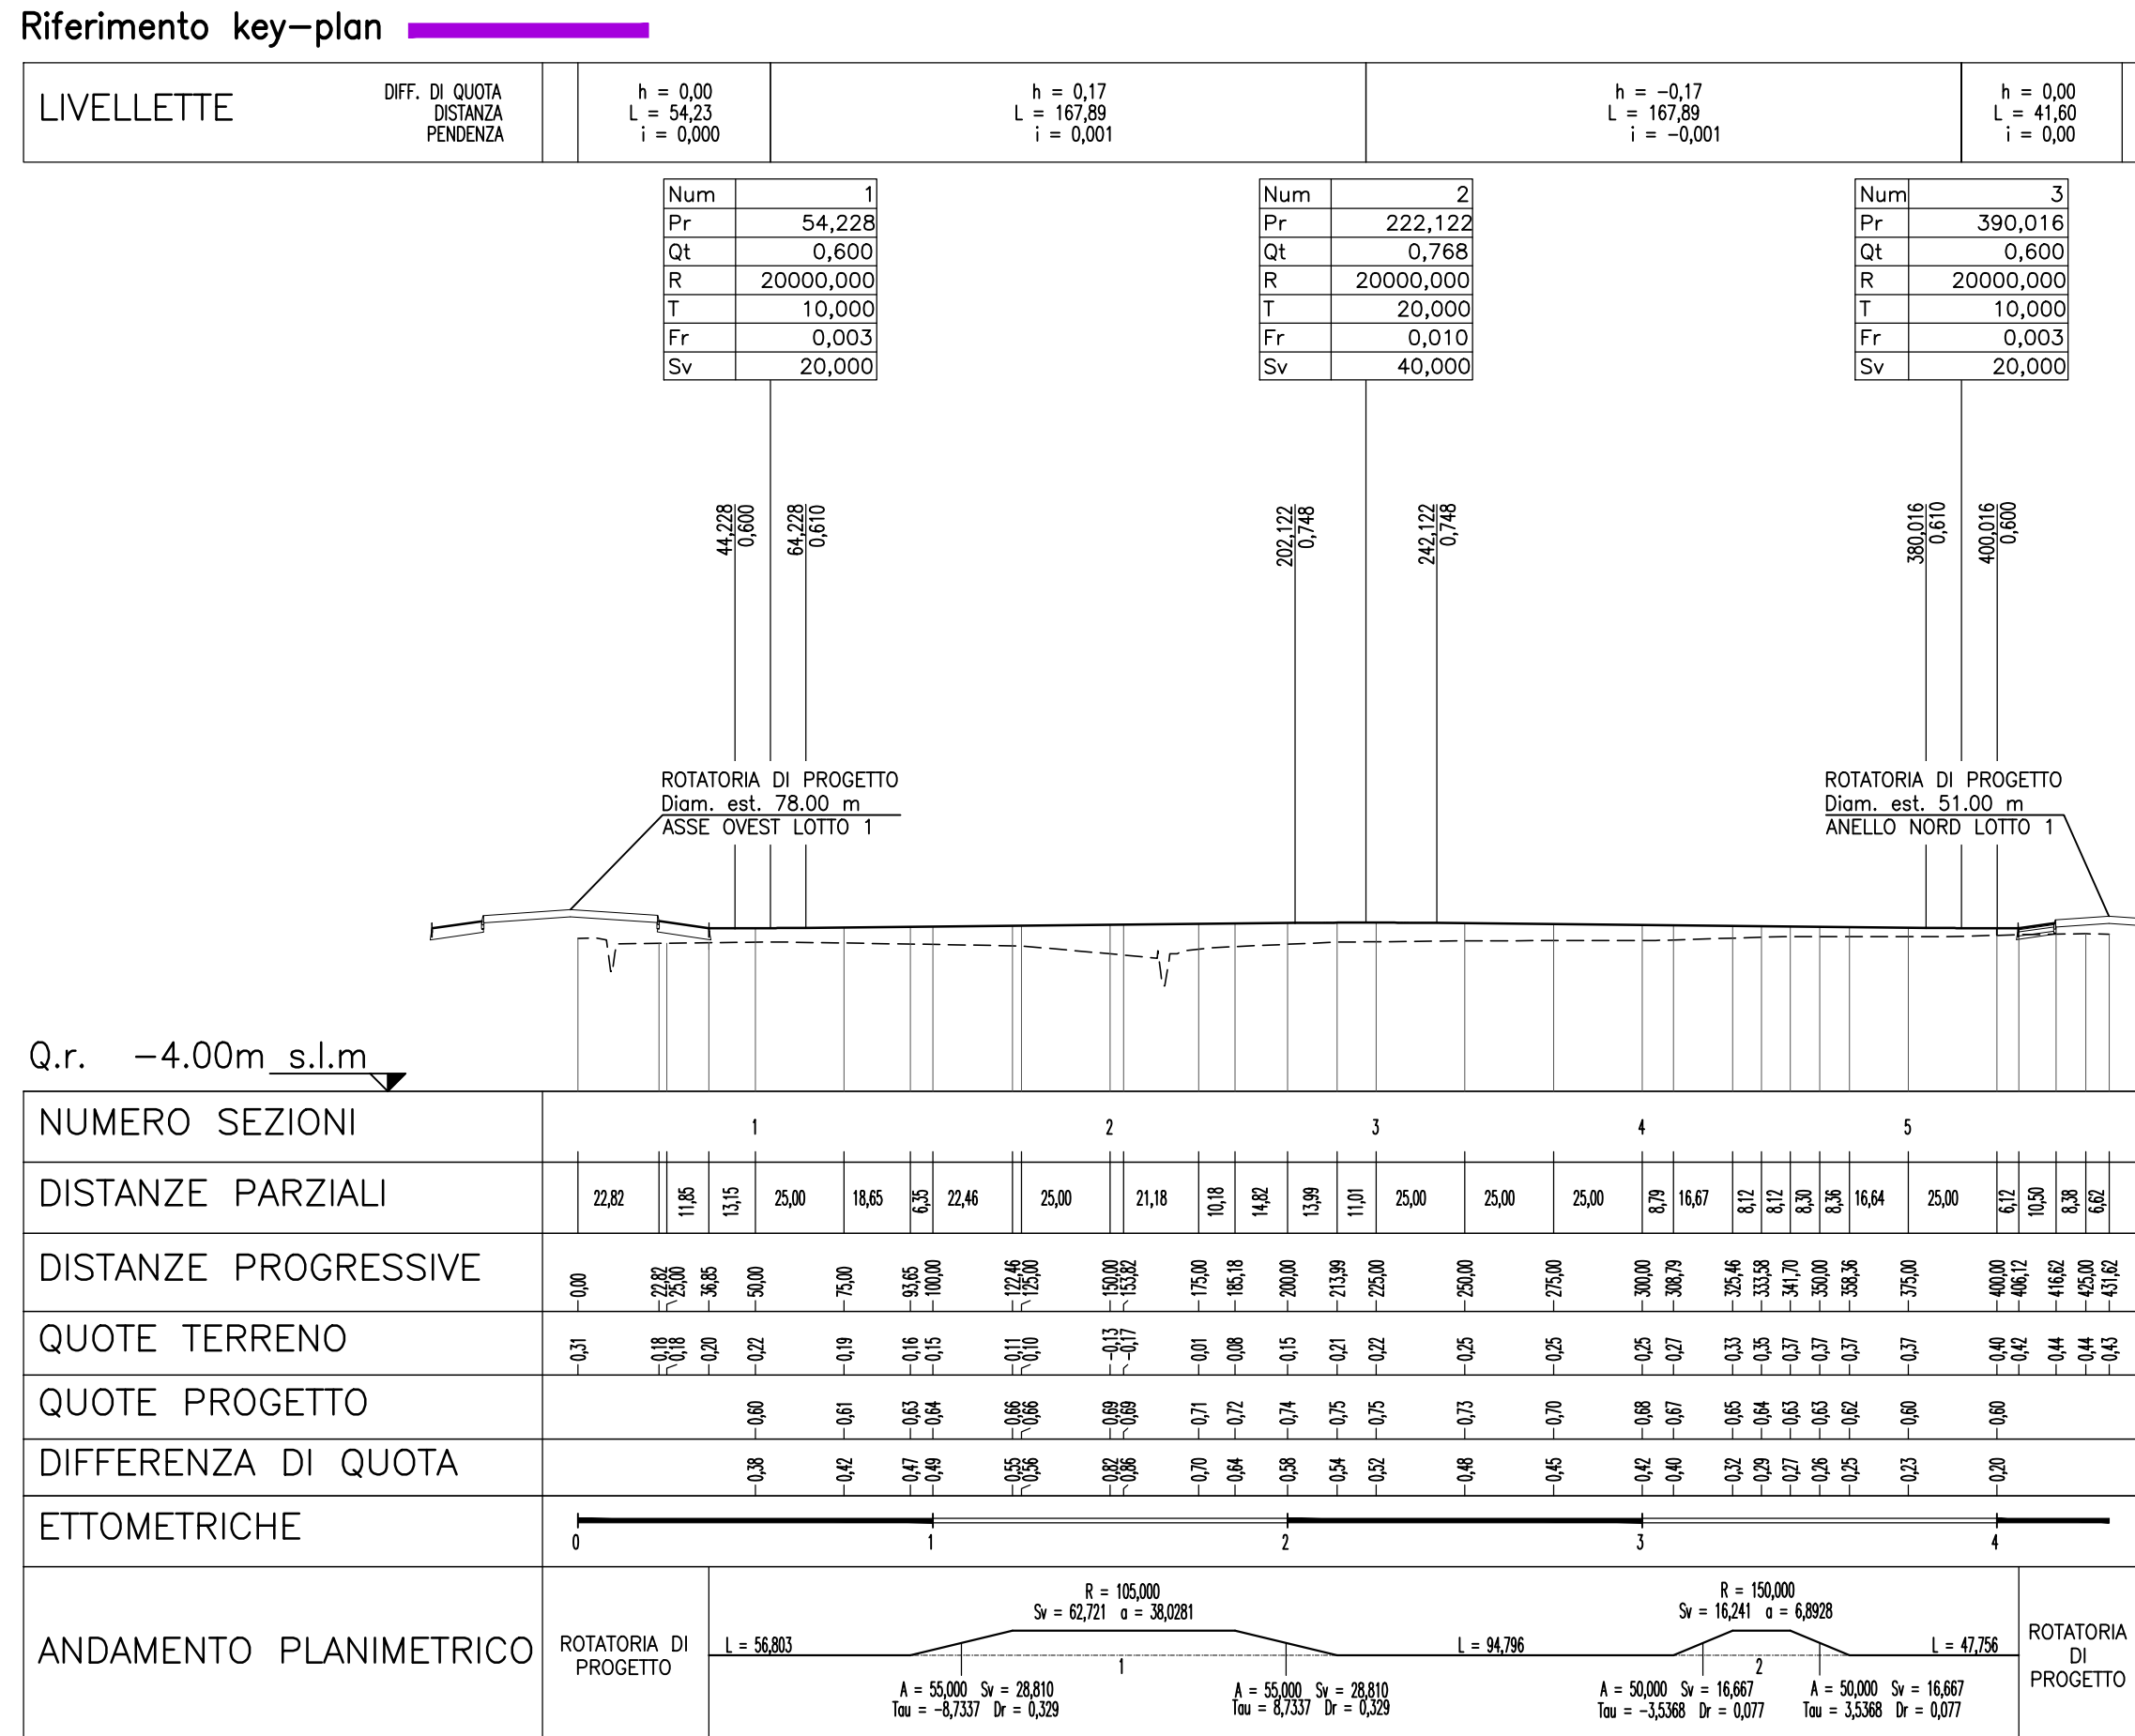 Riferimento key-plan
LIVELLETTE
DIFF. DI QUOTA
DISTANZA
PENDENZA
h = 0,00
L = 54,23
i = 0,000
h = 0,17
L = 167,89
i = 0,001
h = -0,17
L = 167,89
i = -0,001
h = 0,00
L = 41,60
i = 0,00
Num 1
Pr 54,228
Qt 0,600
R 20000,000
T 10,000
Fr 0,003
Sv 20,000
Num 2
Pr 222,122
Qt 0,768
R 20000,000
T 20,000
Fr 0,010
Sv 40,000
Num 3
Pr 390,016
Qt 0,600
R 20000,000
T 10,000
Fr 0,003
Sv 20,000
44,228
0,600
64,228
0,610
202,122
0,748
242,122
0,748
380,016
0,610
400,016
0,600
ROTATORIA DI PROGETTO
Diam. est. 78.00 m
ASSE OVEST LOTTO 1
ROTATORIA DI PROGETTO
Diam. est. 51.00 m
ANELLO NORD LOTTO 1
Q.r. -4.00m s.l.m
NUMERO SEZIONI 1 2 3 4 5
DISTANZE PARZIALI 22,82 11,85 13,15 25,00 18,65 6,35 22,46 25,00 21,18 10,18 14,82 13,99 11,01 25,00 25,00 25,00 8,79 16,67 8,12 8,12 8,30 8,36 16,64 25,00 6,12 10,50 8,38 6,62
DISTANZE PROGRESSIVE 0,00 22,82 25,00 36,85 50,00 75,00 93,65 100,00 122,46 125,00 150,00 153,82 175,00 185,18 200,00 213,99 225,00 250,00 275,00 300,00 308,79 325,46 333,58 341,70 350,00 358,36 375,00 400,00 406,12 416,62 425,00 431,62
QUOTE TERRENO 0,31 0,18 0,18 0,20 0,22 0,19 0,16 0,15 0,11 0,10 -0,13 -0,17 0,01 0,08 0,15 0,21 0,22 0,25 0,25 0,25 0,27 0,33 0,35 0,37 0,37 0,37 0,37 0,40 0,42 0,44 0,44 0,43
QUOTE PROGETTO 0,60 0,61 0,63 0,64 0,66 0,66 0,69 0,69 0,71 0,72 0,74 0,75 0,75 0,73 0,70 0,68 0,67 0,65 0,64 0,63 0,63 0,62 0,60 0,60
DIFFERENZA DI QUOTA 0,38 0,42 0,47 0,49 0,55 0,56 0,82 0,86 0,70 0,64 0,58 0,54 0,52 0,48 0,45 0,42 0,40 0,32 0,29 0,27 0,26 0,25 0,23 0,20
ETTOMETRICHE 0 1 2 3 4
ANDAMENTO PLANIMETRICO
ROTATORIA DI
PROGETTO
L = 56,803
R = 105,000
Sv = 62,721 a = 38,0281
1
A = 55,000 Sv = 28,810
Tau = -8,7337 Dr = 0,329
A = 55,000 Sv = 28,810
Tau = 8,7337 Dr = 0,329
L = 94,796
R = 150,000
Sv = 16,241 a = 6,8928
2
A = 50,000 Sv = 16,667
Tau = -3,5368 Dr = 0,077
A = 50,000 Sv = 16,667
Tau = 3,5368 Dr = 0,077
L = 47,756
ROTATORIA
DI
PROGETTO